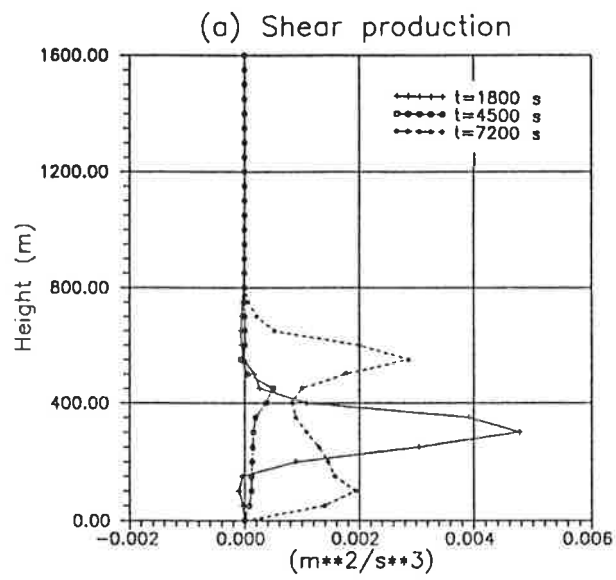 (a) Shear production
1600.00
t=1800 s
t=4500 s
t=7200 s
1200.00
Height (m)
800.00
400.00
0.00
-0.002 0.000 0.002 0.004 0.006
(m**2/s**3)